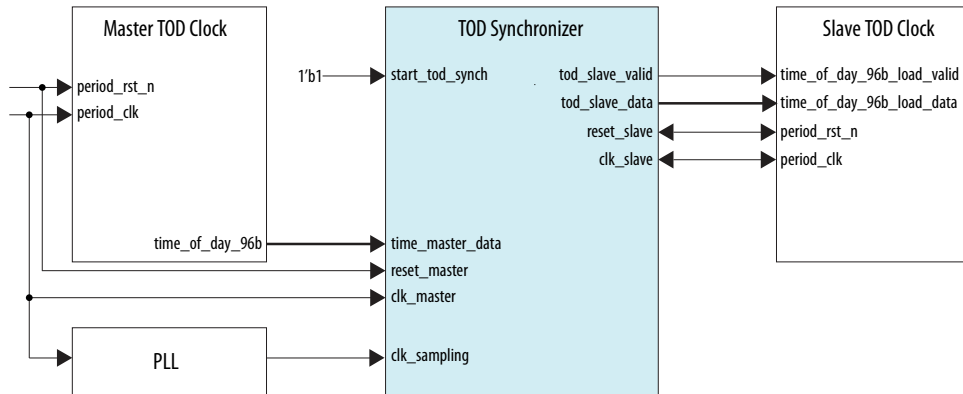 Master TOD Clock
period_rst_n
period_clk
time_of_day_96b
PLL
TOD Synchronizer
1'b1
start_tod_synch
tod_slave_valid
tod_slave_data
reset_slave
clk_slave
time_master_data
reset_master
clk_master
clk_sampling
Slave TOD Clock
time_of_day_96b_load_valid
time_of_day_96b_load_data
period_rst_n
period_clk